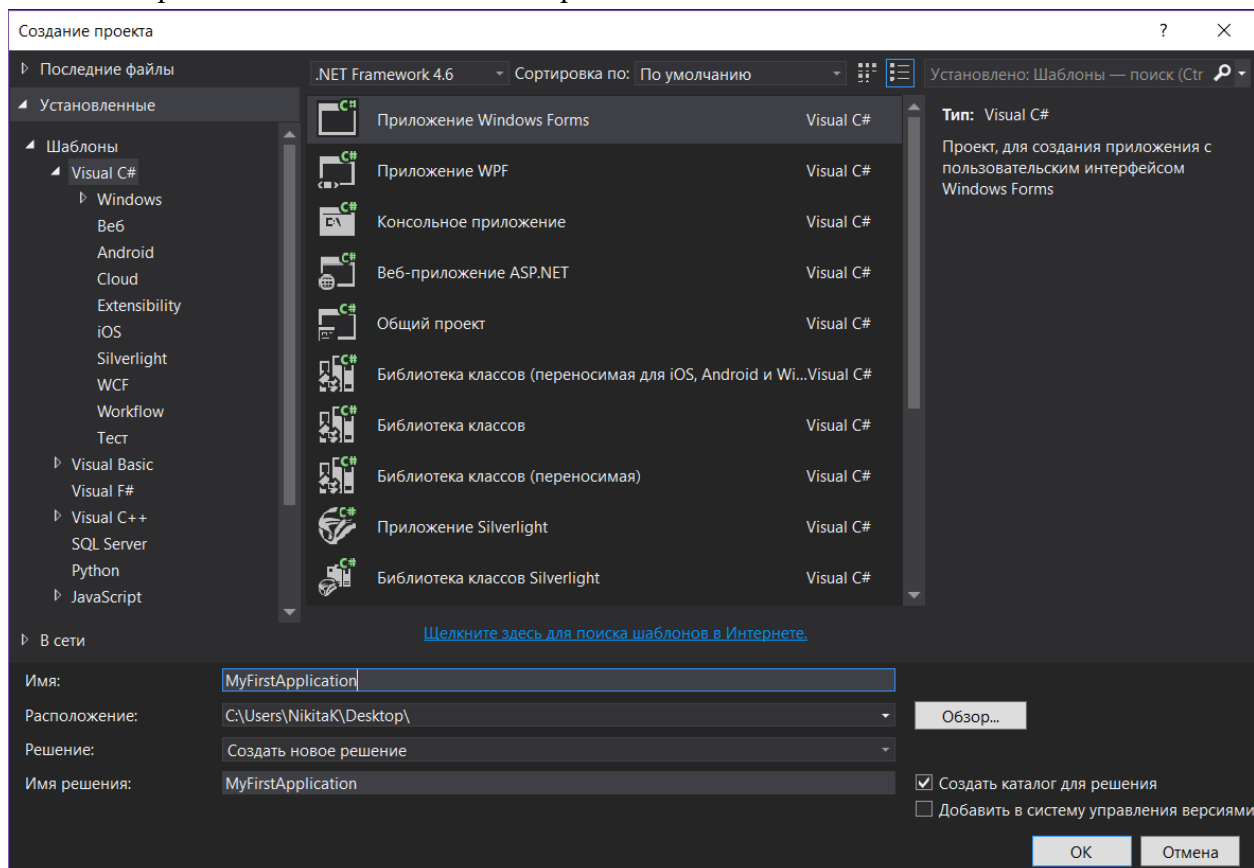 Создание проекта
?
Последние файлы
.NET Framework 4.6
Сортировка по:
По умолчанию
Установлено: Шаблоны — поиск (Ctr
Установленные
Шаблоны
Visual C#
Windows
Веб
Android
Cloud
Extensibility
iOS
Silverlight
WCF
Workflow
Тест
Visual Basic
Visual F#
Visual C++
SQL Server
Python
JavaScript
В сети
Приложение Windows Forms Visual C#
Приложение WPF Visual C#
Консольное приложение Visual C#
Веб-приложение ASP.NET Visual C#
Общий проект Visual C#
Библиотека классов (переносимая для iOS, Android и Wi...Visual C#
Библиотека классов Visual C#
Библиотека классов (переносимая) Visual C#
Приложение Silverlight Visual C#
Библиотека классов Silverlight Visual C#
Щелкните здесь для поиска шаблонов в Интернете.
Тип: Visual C#
Проект, для создания приложения с
пользовательским интерфейсом
Windows Forms
Имя: MyFirstApplication
Расположение: C:\Users\NikitaK\Desktop\ Обзор...
Решение: Создать новое решение
Имя решения: MyFirstApplication
Создать каталог для решения
Добавить в систему управления версиями
OK Отмена